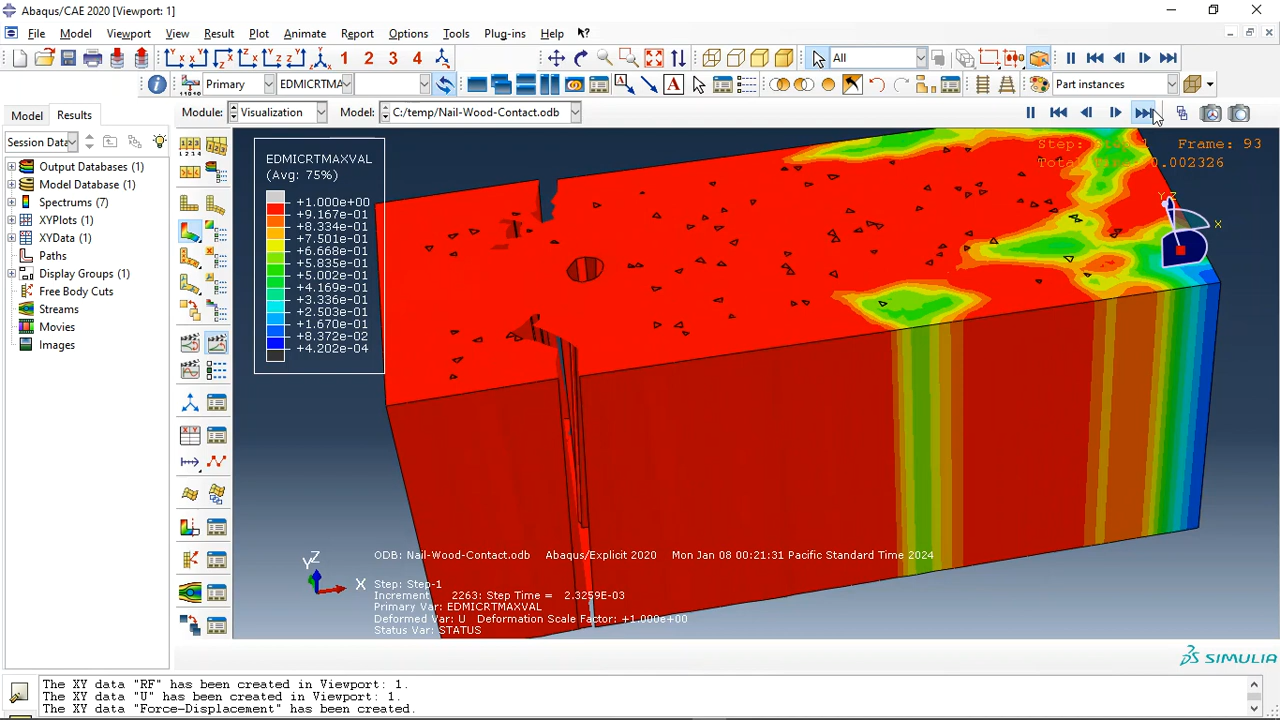 Abaqus/CAE 2020 [Viewport: 1]
File Model Viewport View Result Plot Animate Report Options Tools Plug-ins Help
1 2 3 4 All
Primary EDMICRTM Part instances
Model Results Module: Visualization Model: C:/temp/Nail-Wood-Contact.odb
Session Data
Output Databases (1)
Model Database (1)
Spectrums (7)
XYPlots (1)
XYData (1)
Paths
Display Groups (3)
Free Body Cuts
Streams
Movies
Images
EDMICRTMAXVAL
(Avg: 75%)
+1.000e+00
+9.167e-01
+8.334e-01
+7.501e-01
+6.668e-01
+5.835e-01
+5.002e-01
+4.169e-01
+3.336e-01
+2.503e-01
+1.670e-01
+8.372e-02
+4.202e-04
Frame: 93
0.002326
Y Z X
ODB: Nail-Wood-Contact.odb Abaqus/Explicit 2020 Mon Jan 08 00:21:31 Pacific Standard Time 2024
Y Z X
Step: Step-1
Increment 2263: Step Time = 2.3259E-03
Primary Var: EDMICRTMAXVAL
Deformed Var: U Deformation Scale Factor: +1.000e+00
Status Var: STATUS
SIMULIA
The XY data "RF" has been created in Viewport: 1.
The XY data "U" has been created in Viewport: 1.
The XY data "Force-Displacement" has been created.